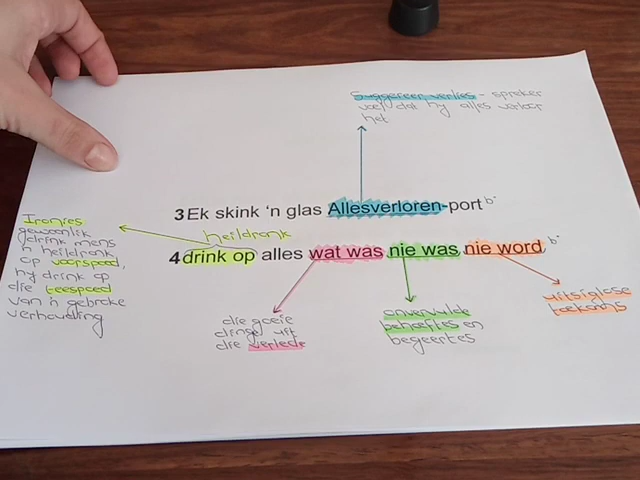 Suggereer verlies - spreker
voel dat hy alles verloor
het
3 Ek skink 'n glas Allesverloren-port b-
heildronk
4 drink op alles wat was nie was nie word b-
Ironies
gewoonlik
drink mens
'n heildronk
op voorspoed,
hy drink op
die teespoed
van 'n gebroke
verhouding
die goeie
dinge uit
die verlede
onvervulde
behoeftes en
begeertes
uitsiglose
toekoms